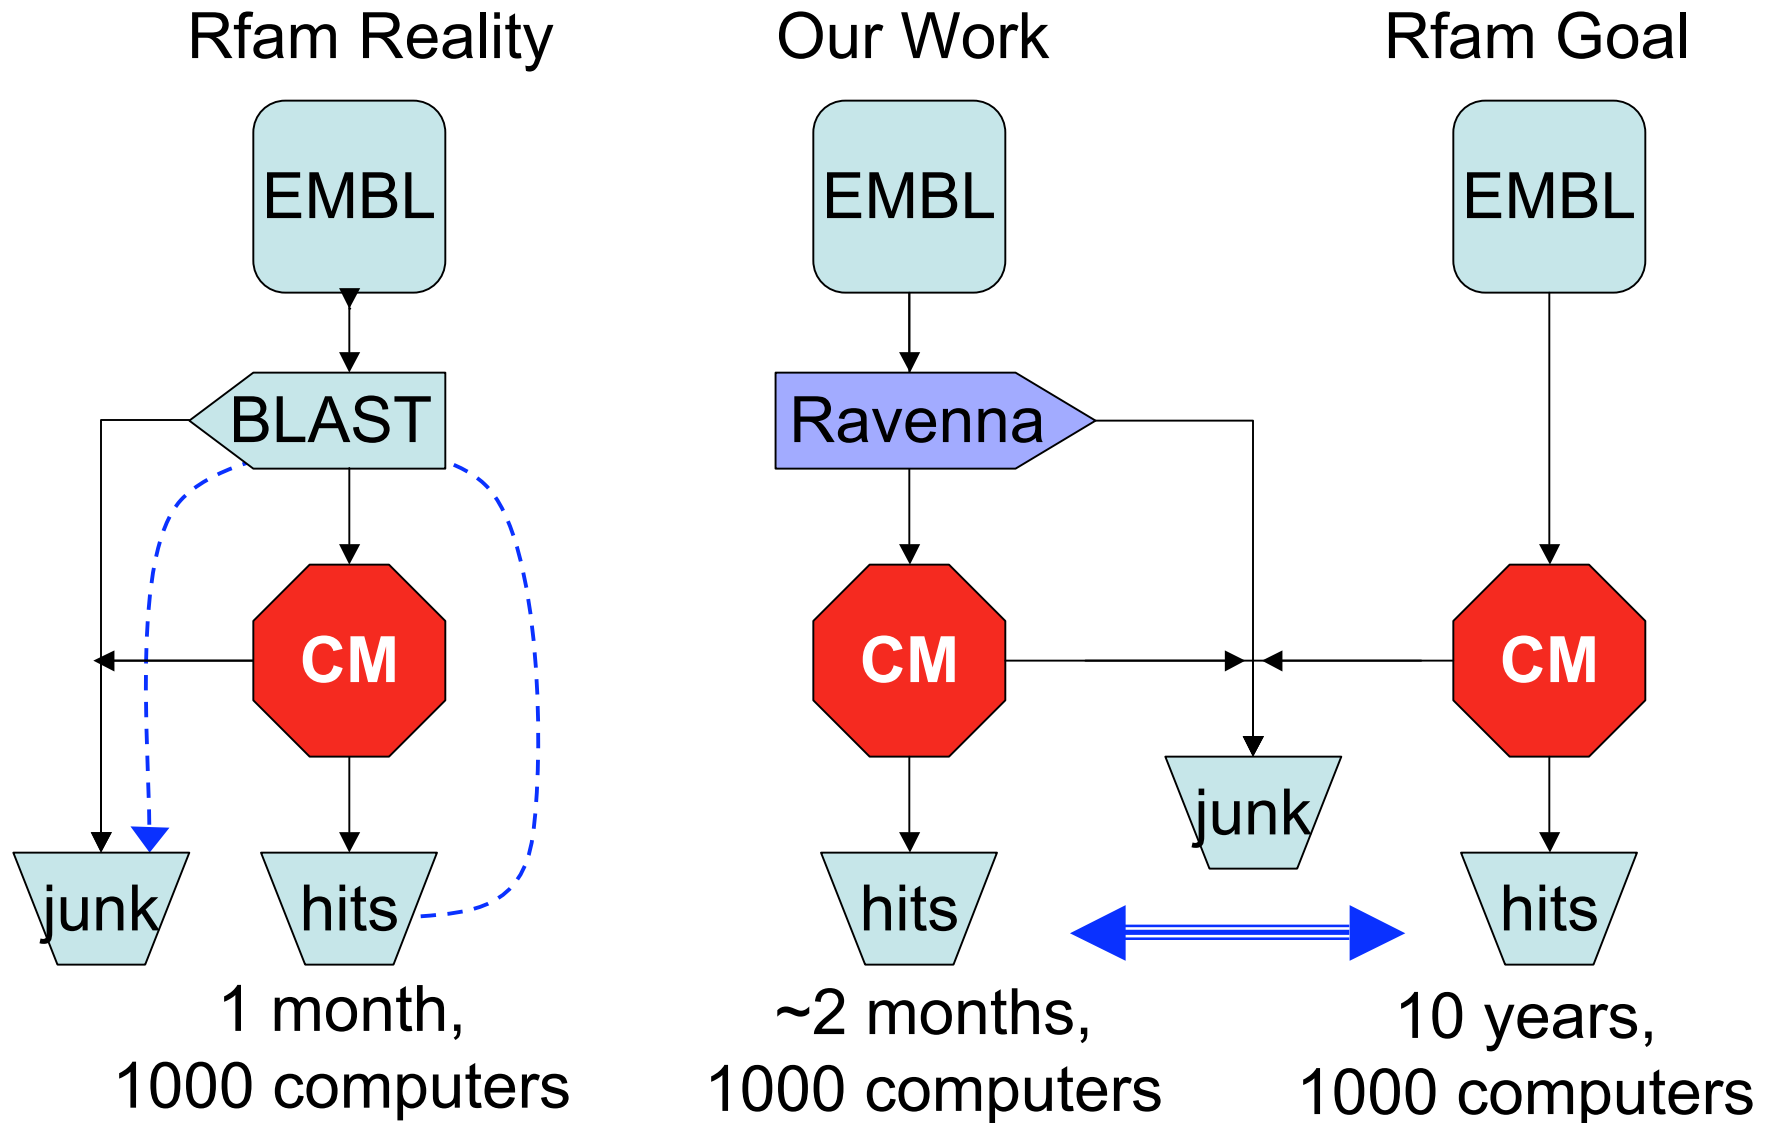 Rfam Reality
EMBL
BLAST
CM
junk
hits
1 month,
1000 computers
Our Work
EMBL
Ravenna
CM
junk
hits
~2 months,
1000 computers
Rfam Goal
EMBL
CM
hits
10 years,
1000 computers